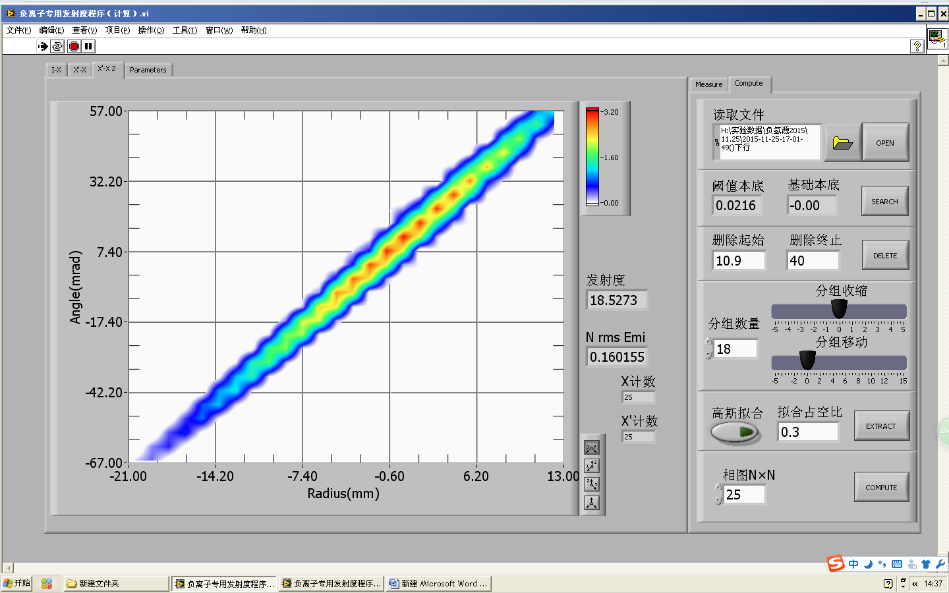 负离子专用发射度程序（计算）.vi
文件(F) 编辑(E) 查看(V) 项目(P) 操作(O) 工具(T) 窗口(W) 帮助(H)
I-X X'-X X'-X 2 Parameters
Measure Compute
57.00
32.20
7.40
-17.40
-42.20
-67.00
Angle(mrad)
-21.00 -14.20 -7.40 -0.60 6.20 13.00
Radius(mm)
3.20
1.60
0.00
发射度
18.5273
N rms Emi
0.160155
X计数
25
X'计数
25
读取文件
H:\实验数据\负氢源2015\
11.25\2015-11-25-17-01-
49()下行
OPEN
阈值本底 基础本底
0.0216 -0.00
SEARCH
删除起始 删除终止
10.9 40
DELETE
分组收缩
-5 -4 -3 -2 -1 0 1 2 3 4 5
分组数量
18
分组移动
-5 -2 0 2 4 6 8 10 12 15
高斯拟合 拟合占空比
0.3
EXTRACT
相图N×N
25
COMPUTE
中
开始 新建文件夹 负离子专用发射度程序... 负离子专用发射度程序... 新建 Microsoft Word ... 14:37